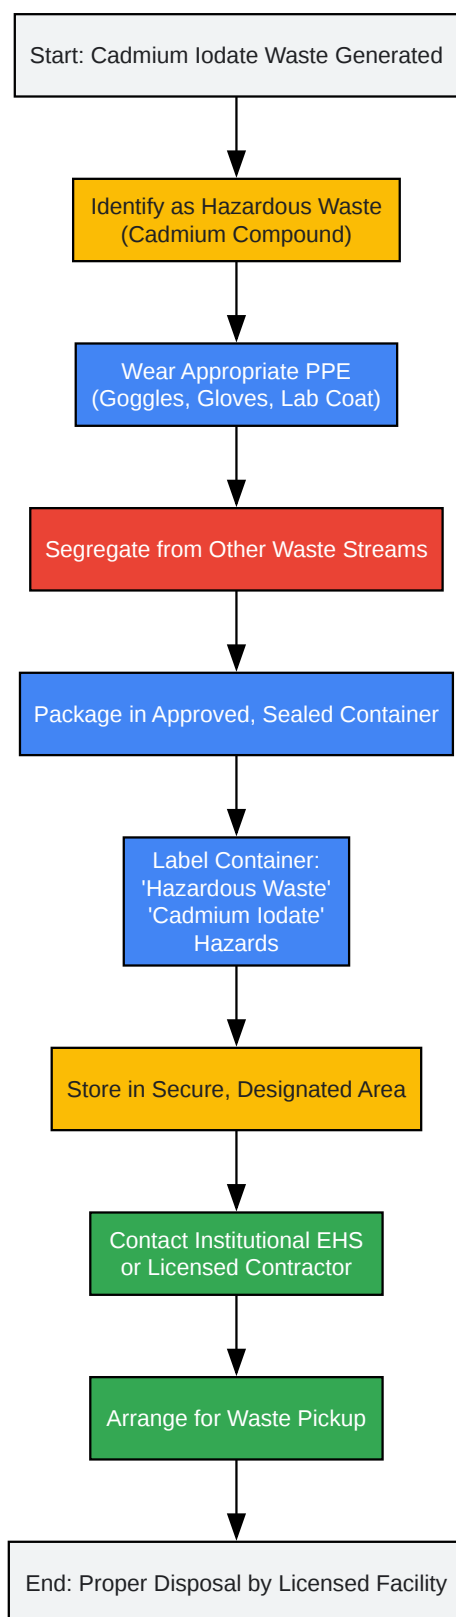 Start: Cadmium Iodate Waste Generated
Identify as Hazardous Waste
(Cadmium Compound)
Wear Appropriate PPE
(Goggles, Gloves, Lab Coat)
Segregate from Other Waste Streams
Package in Approved, Sealed Container
Label Container:
'Hazardous Waste'
'Cadmium Iodate'
Hazards
Store in Secure, Designated Area
Contact Institutional EHS
or Licensed Contractor
Arrange for Waste Pickup
End: Proper Disposal by Licensed Facility